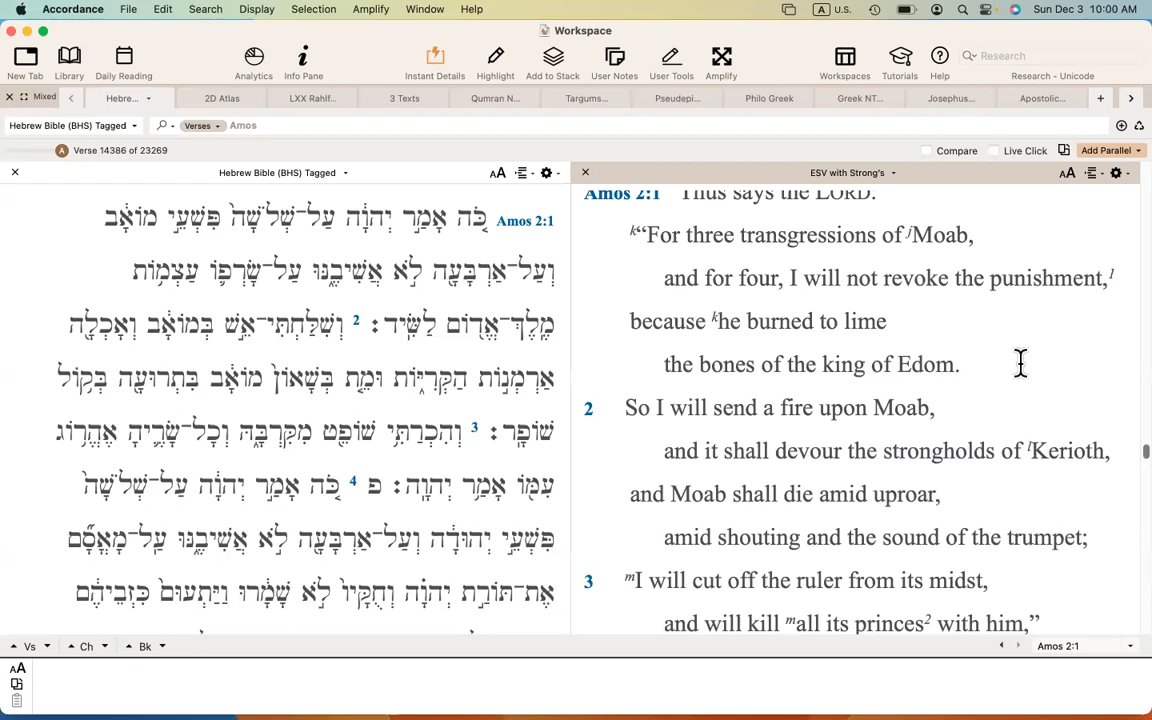 Accordance File Edit Search Display Selection Amplify Window Help A U.S. Sun Dec 3 10:00 AM
Workspace
New Tab Library Daily Reading Analytics Info Pane Instant Details Highlight Add to Stack User Notes User Tools Amplify Workspaces Tutorials Help Research
Research - Unicode
Mixed Hebre... 2D Atlas LXX Rahlf... 3 Texts Qumran N... Targums... Pseudepi... Philo Greek Greek NT... Josephus... Apostolic...
Hebrew Bible (BHS) Tagged Verses Amos
A Verse 14386 of 23269 Compare Live Click Add Parallel
Hebrew Bible (BHS) Tagged AA
ESV with Strong's AA
Amos 2:1 כֹּ֚ה אָמַ֣ר יְהוָ֔ה עַל־שְׁלֹשָׁה֙ פִּשְׁעֵ֣י מוֹאָ֔ב
וְעַל־אַרְבָּעָ֖ה לֹ֣א אֲשִׁיבֶ֑נּוּ עַל־שָׂרְפ֛וֹ עַצְמ֥וֹת
מֶֽלֶךְ־אֱד֖וֹם לַשִּֽׂיד׃ 2 וְשִׁלַּחְתִּי־אֵ֣שׁ בְּמוֹאָ֔ב וְאָכְלָ֖ה
אַרְמְנ֣וֹת הַקְּרִיּ֑וֹת וּמֵ֤ת בְּשָׁאוֹן֙ מוֹאָ֔ב בִּתְרוּעָ֖ה בְּק֥וֹל
שׁוֹפָֽר׃ 3 וְהִכְרַתִּ֥י שׁוֹפֵ֖ט מִקִּרְבָּ֑הּ וְכָל־שָׂרֶ֛יהָ אֶהֱר֥וֹג
עִמּ֖וֹ אָמַ֥ר יְהוָֽה׃ פ 4 כֹּ֚ה אָמַ֣ר יְהוָ֔ה עַל־שְׁלֹשָׁה֙
פִּשְׁעֵ֣י יְהוּדָ֔ה וְעַל־אַרְבָּעָ֖ה לֹ֣א אֲשִׁיבֶ֑נּוּ עַֽל־מָאֳסָ֞ם
אֶת־תּוֹרַ֣ת יְהוָ֗ה וְחֻקָּיו֙ לֹ֣א שָׁמָ֔רוּ וַיַּתְעוּם֙ כִּזְבֵיהֶ֔ם
Amos 2:1 Thus says the LORD:
k“For three transgressions of jMoab,
and for four, I will not revoke the punishment,1
because khe burned to lime
the bones of the king of Edom.
2 So I will send a fire upon Moab,
and it shall devour the strongholds of lKerioth,
and Moab shall die amid uproar,
amid shouting and the sound of the trumpet;
3 mI will cut off the ruler from its midst,
and will kill mall its princes2 with him,”
Vs Ch Bk Amos 2:1
AA